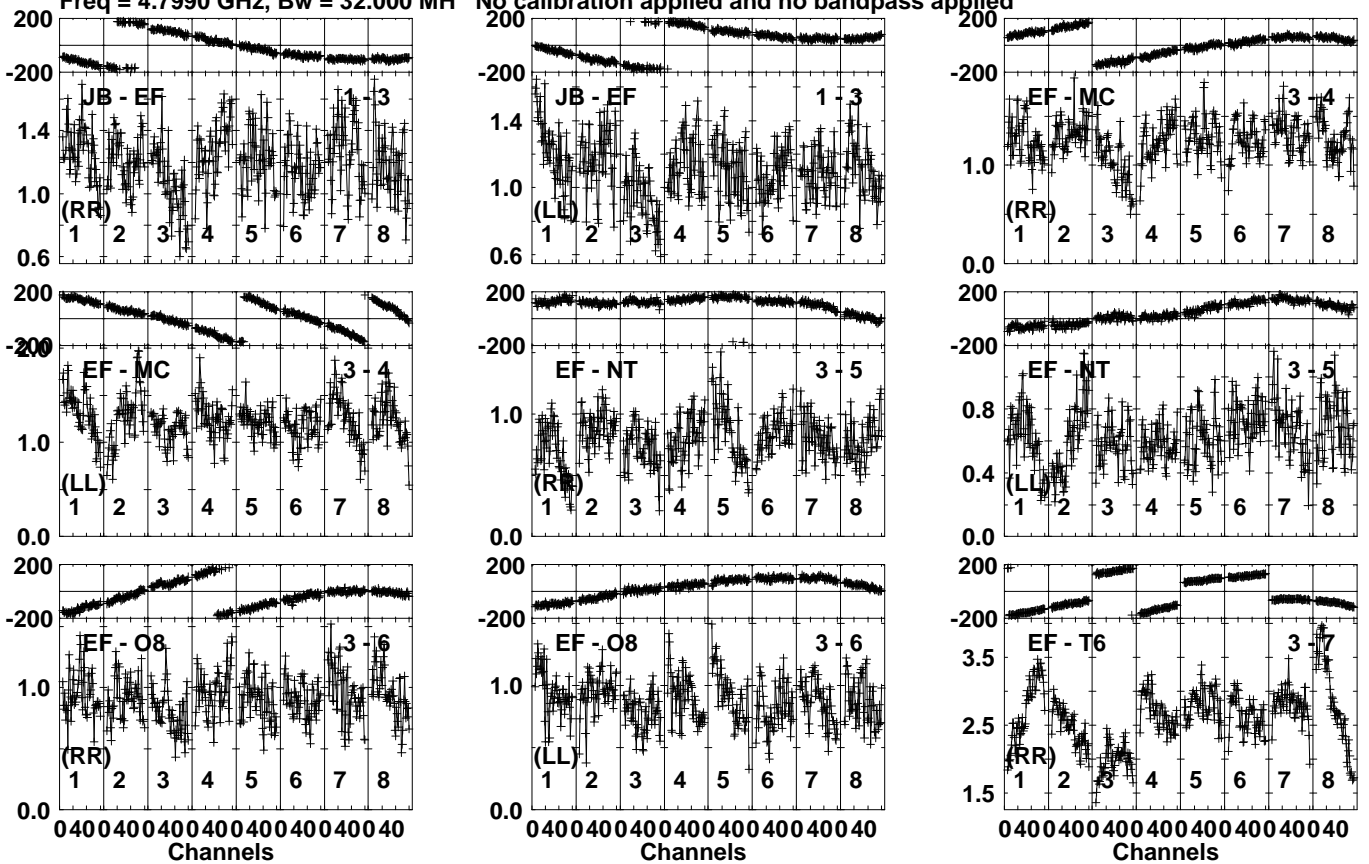 Freq = 4.7990 GHz, Bw = 32.000 MH No calibration applied and no bandpass applied
200 200 200
-200 -200 -200
JB - EF 1 - 3 JB - EF 1 - 3 EF - MC 3 - 4
1.4 1.4
1.0 1.0 1.0
(RR) (LL) (RR)
1 2 3 4 5 6 7 8 1 2 3 4 5 6 7 8 1 2 3 4 5 6 7 8
0.6 0.6 0.0
200 200 200
-200 -200 -200
2.0
EF - MC 3 - 4 EF - NT 3 - 5 EF - NT 3 - 5
1.0 1.0 0.8
0.4
(LL) (RR) (LL)
1 2 3 4 5 6 7 8 1 2 3 4 5 6 7 8 1 2 3 4 5 6 7 8
0.0 0.0 0.0
200 200 200
-200 -200 -200
EF - O8 3 - 6 EF - O8 3 - 6 EF - T6 3 - 7
3.5
1.0 1.0 2.5
(RR) (LL) (RR)
1 2 3 4 5 6 7 8 1 2 3 4 5 6 7 8 1 2 3 4 5 6 7 8
0.0 0.0 1.5
0 40 0 40 0 40 0 40 0 40 0 40 0 40 0 40 0 40 0 40 0 40 0 40 0 40 0 40 0 40 0 40 0 40 0 40 0 40 0 40 0 40 0 40 0 40 0 40
Channels Channels Channels